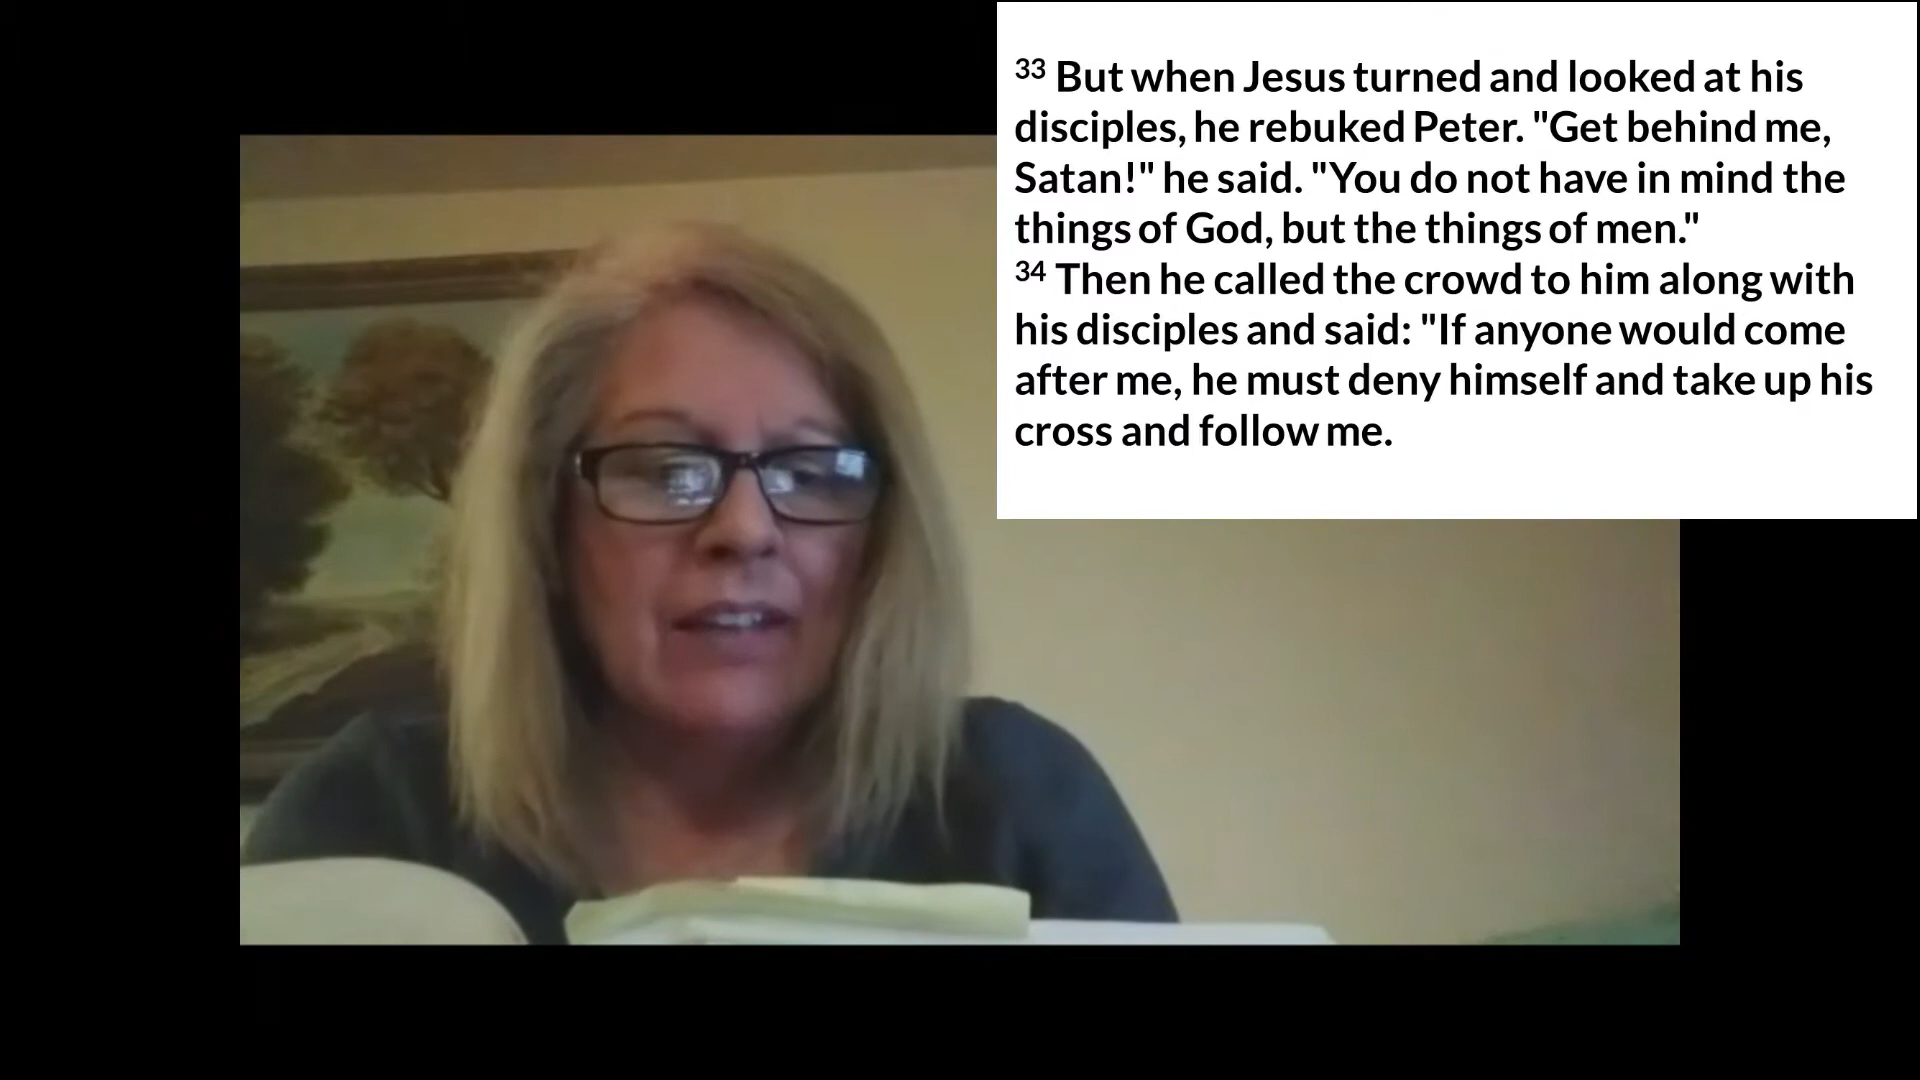 33 But when Jesus turned and looked at his
disciples, he rebuked Peter. "Get behind me,
Satan!" he said. "You do not have in mind the
things of God, but the things of men."
34 Then he called the crowd to him along with
his disciples and said: "If anyone would come
after me, he must deny himself and take up his
cross and follow me.